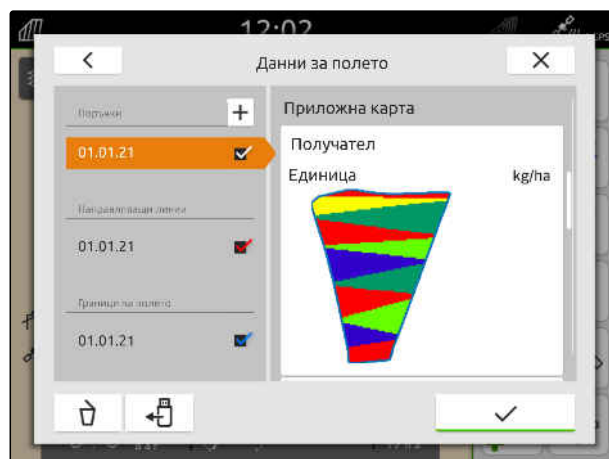 12:02
GPS
Данни за полето
Поръчки
01.01.21
Направляващи линии
01.01.21
Граници на полето
01.01.21
Приложна карта
Получател
Единица kg/ha